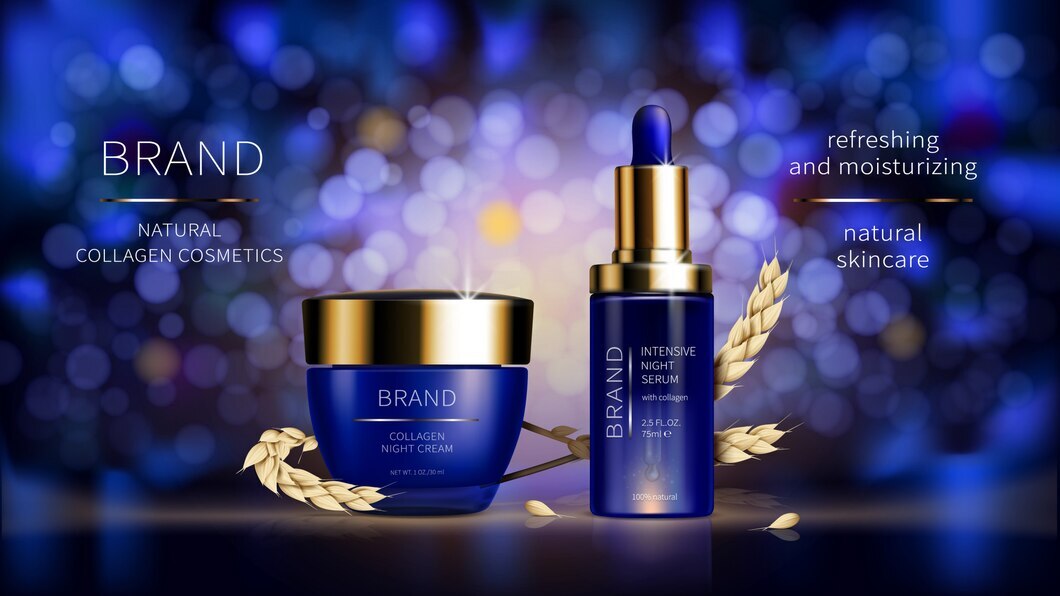 BRAND
NATURAL
COLLAGEN COSMETICS
refreshing
and moisturizing
natural
skincare
BRAND
COLLAGEN
NIGHT CREAM
NET WT. 1 OZ./30 ml
BRAND
INTENSIVE
NIGHT
SERUM
with collagen
2.5 FL.OZ.
75ml ℮
100% natural